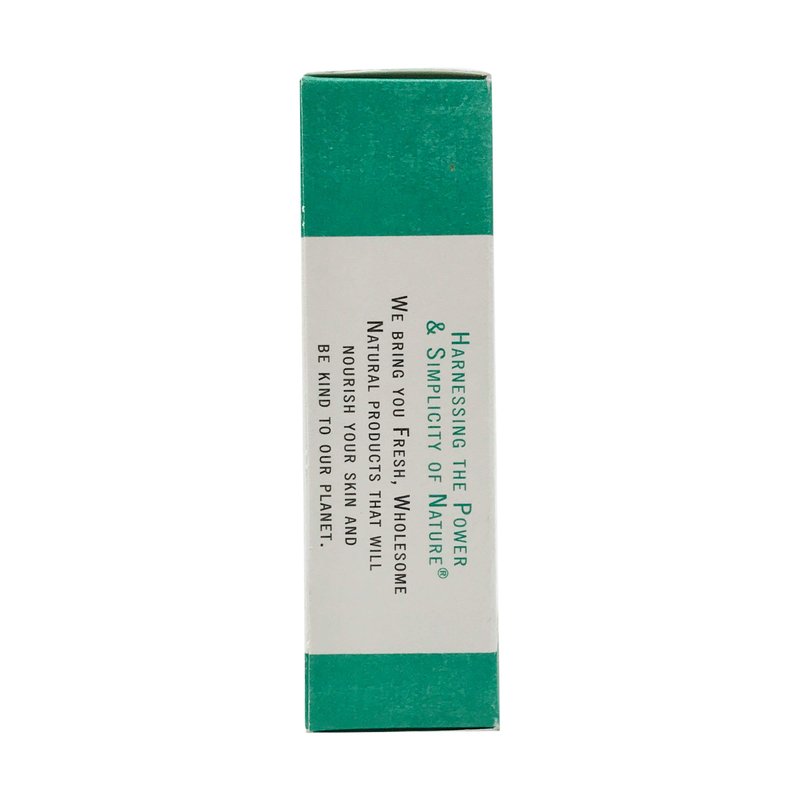 Harnessing the Power
& Simplicity of Nature®
We bring you Fresh, Wholesome
Natural products that will
nourish your skin and
be kind to our planet.